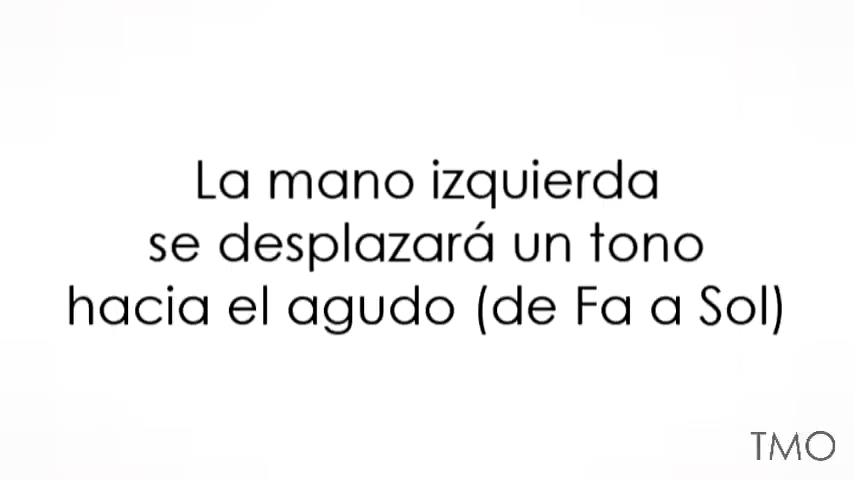 La mano izquierda
se desplazará un tono
hacia el agudo (de Fa a Sol)
TMO